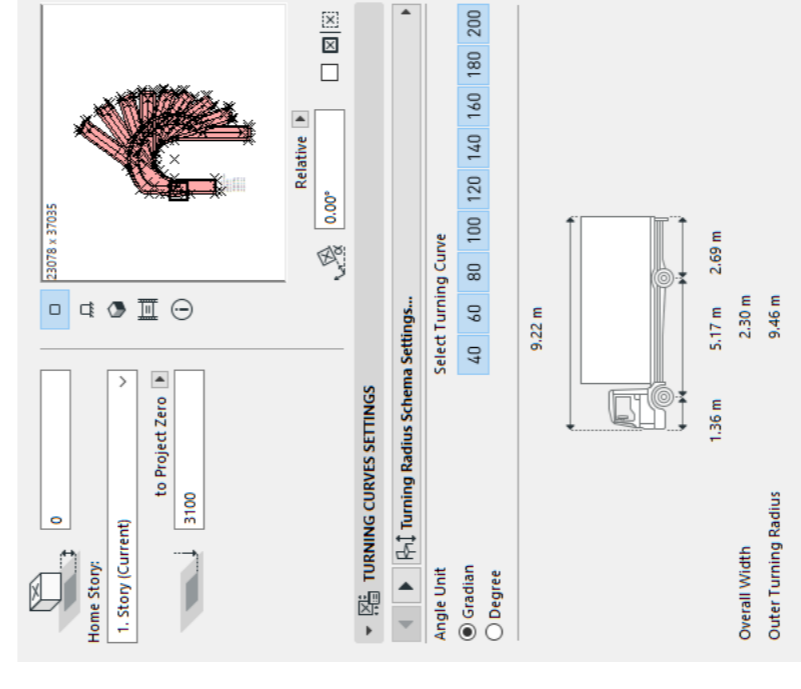 0
Home Story:
1. Story (Current)
to Project Zero
3100
23078 x 37035
Relative
0.00°
α
TURNING CURVES SETTINGS
Turning Radius Schema Settings...
Angle Unit
Gradian
Degree
Select Turning Curve
40 60 80 100 120 140 160 180 200
9.22 m
1.36 m 5.17 m 2.69 m
Overall Width 2.30 m
Outer Turning Radius 9.46 m